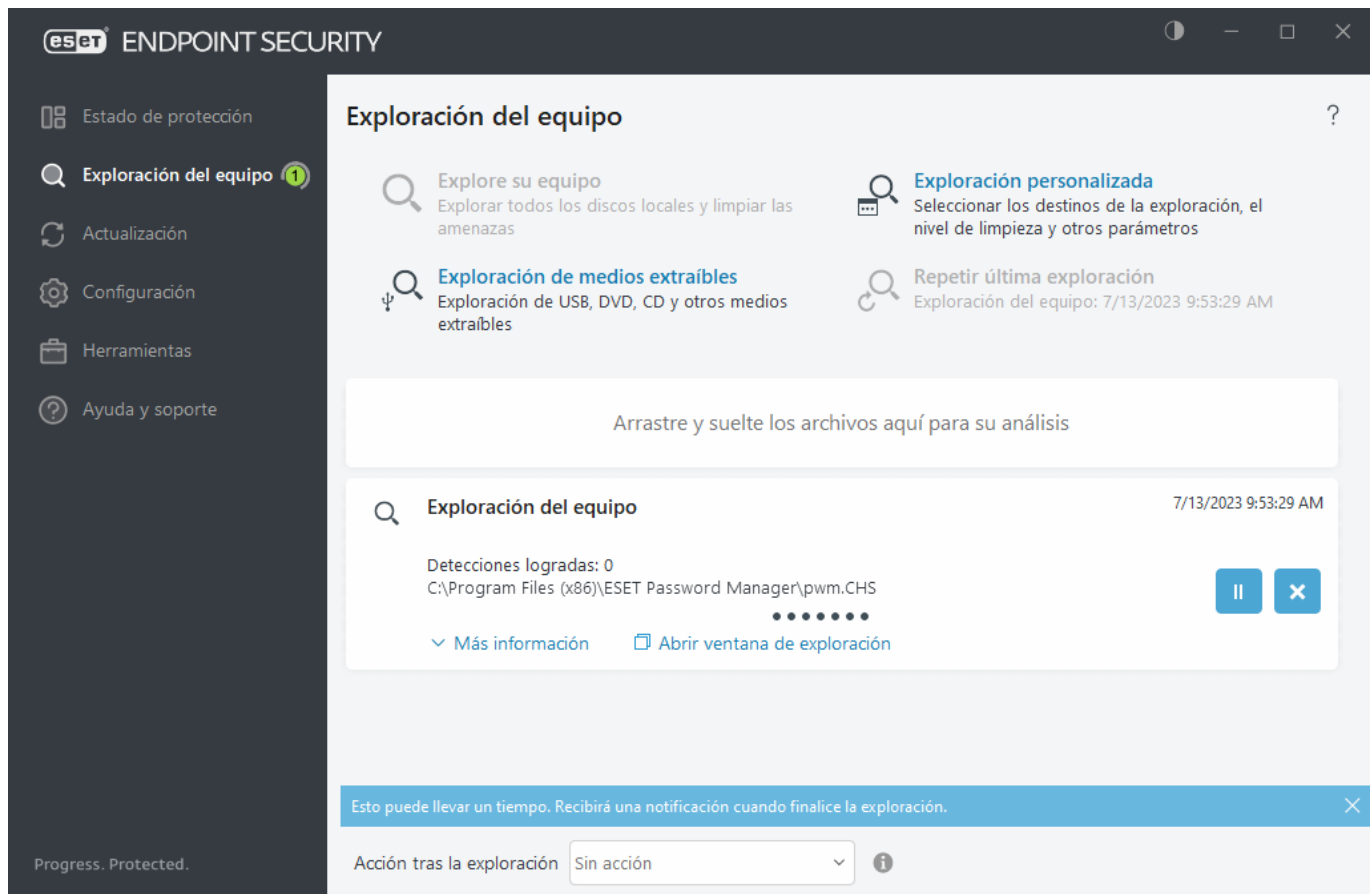 eset ENDPOINT SECURITY
Estado de protección
Exploración del equipo 1
Actualización
Configuración
Herramientas
Ayuda y soporte
Progress. Protected.
Exploración del equipo
?
Explore su equipo
Explorar todos los discos locales y limpiar las
amenazas
Exploración personalizada
Seleccionar los destinos de la exploración, el
nivel de limpieza y otros parámetros
Exploración de medios extraíbles
Exploración de USB, DVD, CD y otros medios
extraíbles
Repetir última exploración
Exploración del equipo: 7/13/2023 9:53:29 AM
Arrastre y suelte los archivos aquí para su análisis
Exploración del equipo
7/13/2023 9:53:29 AM
Detecciones logradas: 0
C:\Program Files (x86)\ESET Password Manager\pwm.CHS
Más información
Abrir ventana de exploración
Esto puede llevar un tiempo. Recibirá una notificación cuando finalice la exploración.
Acción tras la exploración Sin acción